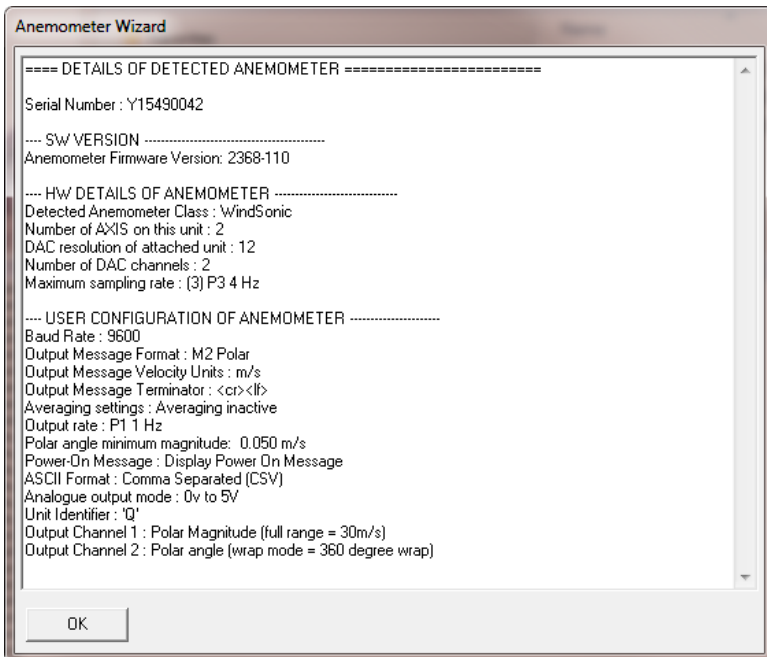 Anemometer Wizard
==== DETAILS OF DETECTED ANEMOMETER ========================
Serial Number : Y15490042
---- SW VERSION --------------------------------------------
Anemometer Firmware Version: 2368-110
---- HW DETAILS OF ANEMOMETER ------------------------------
Detected Anemometer Class : WindSonic
Number of AXIS on this unit : 2
DAC resolution of attached unit : 12
Number of DAC channels : 2
Maximum sampling rate : (3) P3 4 Hz
---- USER CONFIGURATION OF ANEMOMETER ----------------------
Baud Rate : 9600
Output Message Format : M2 Polar
Output Message Velocity Units : m/s
Output Message Terminator : <cr><lf>
Averaging settings : Averaging inactive
Output rate : P1 1 Hz
Polar angle minimum magnitude:  0.050 m/s
Power-On Message : Display Power On Message
ASCII Format : Comma Separated (CSV)
Analogue output mode : 0v to 5V
Unit Identifier : 'Q'
Output Channel 1 : Polar Magnitude (full range = 30m/s)
Output Channel 2 : Polar angle (wrap mode = 360 degree wrap)
OK